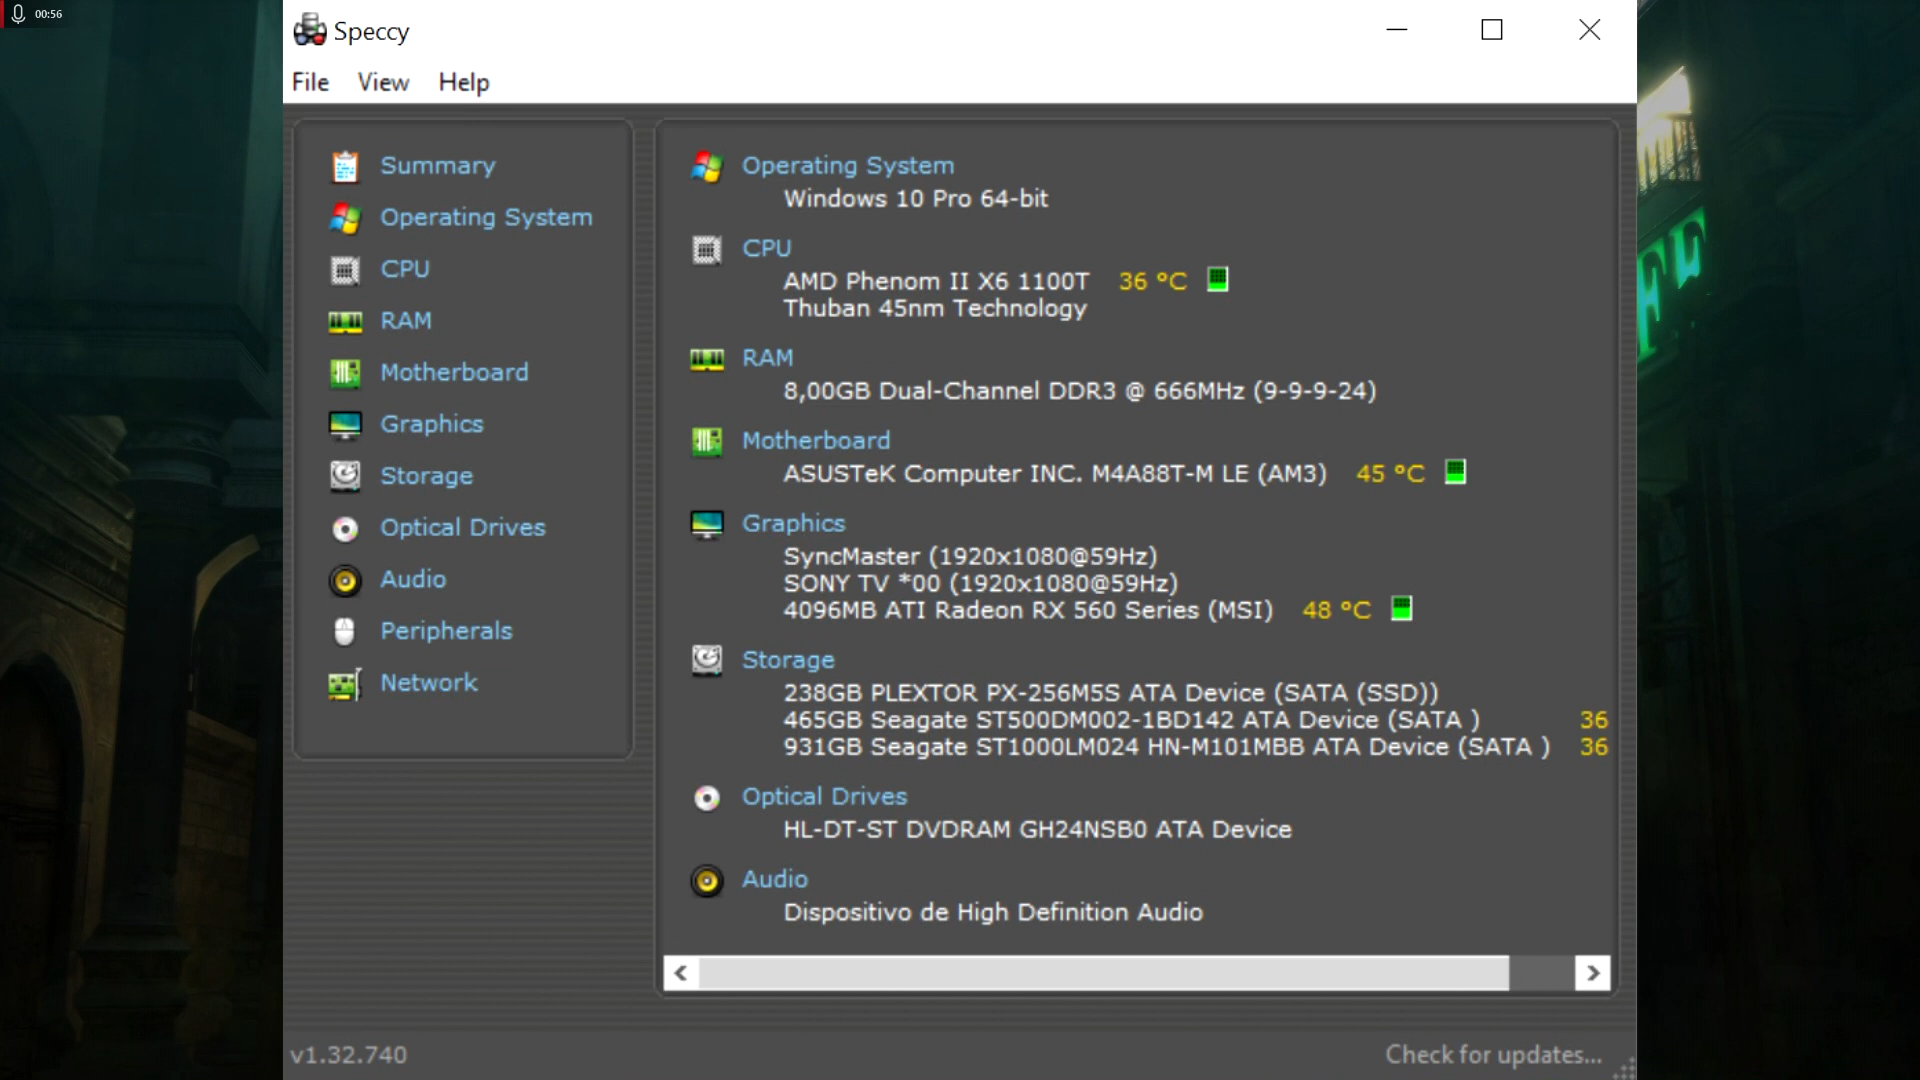 00:56
Speccy
File View Help
Summary
Operating System
CPU
RAM
Motherboard
Graphics
Storage
Optical Drives
Audio
Peripherals
Network
Operating System
Windows 10 Pro 64-bit
CPU
AMD Phenom II X6 1100T 36 °C
Thuban 45nm Technology
RAM
8,00GB Dual-Channel DDR3 @ 666MHz (9-9-9-24)
Motherboard
ASUSTeK Computer INC. M4A88T-M LE (AM3) 45 °C
Graphics
SyncMaster (1920x1080@59Hz)
SONY TV *00 (1920x1080@59Hz)
4096MB ATI Radeon RX 560 Series (MSI) 48 °C
Storage
238GB PLEXTOR PX-256M5S ATA Device (SATA (SSD))
465GB Seagate ST500DM002-1BD142 ATA Device (SATA ) 36
931GB Seagate ST1000LM024 HN-M101MBB ATA Device (SATA ) 36
Optical Drives
HL-DT-ST DVDRAM GH24NSB0 ATA Device
Audio
Dispositivo de High Definition Audio
v1.32.740
Check for updates...